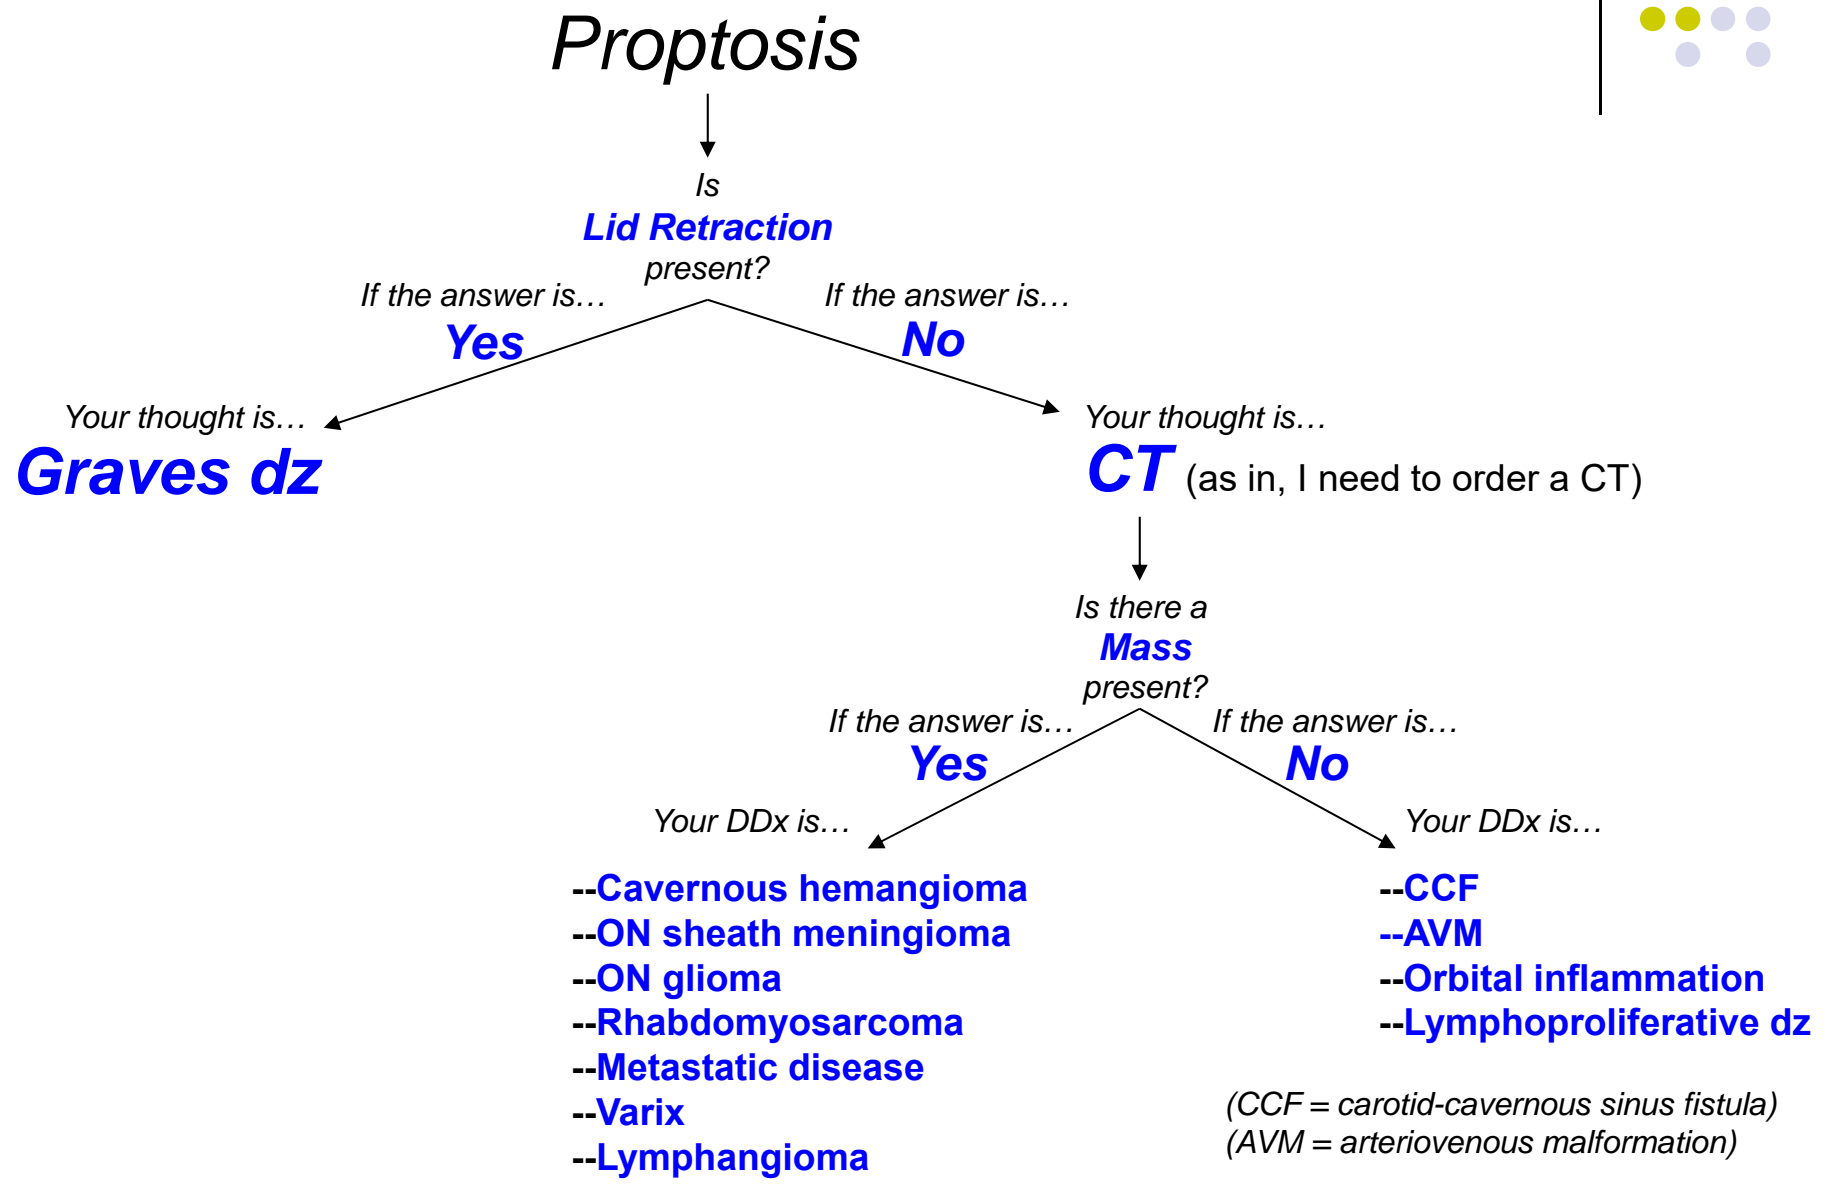 Proptosis
Is
Lid Retraction
present?
If the answer is…
Yes
If the answer is…
No
Your thought is…
Graves dz
Your thought is…
CT (as in, I need to order a CT)
Is there a
Mass
present?
If the answer is…
Yes
If the answer is…
No
Your DDx is…
--Cavernous hemangioma
--ON sheath meningioma
--ON glioma
--Rhabdomyosarcoma
--Metastatic disease
--Varix
--Lymphangioma
Your DDx is…
--CCF
--AVM
--Orbital inflammation
--Lymphoproliferative dz
(CCF = carotid-cavernous sinus fistula)
(AVM = arteriovenous malformation)